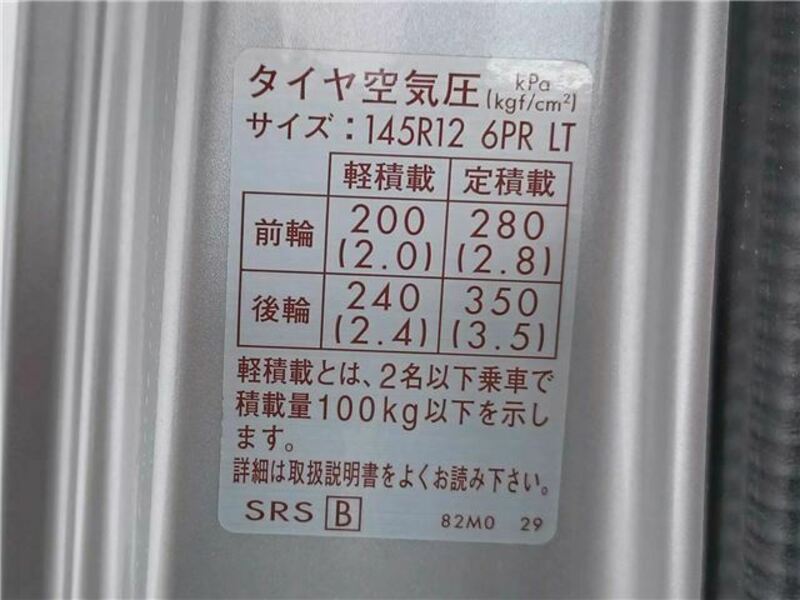 タイヤ空気圧 kPa (kgf/cm²)
サイズ：145R12 6PR LT
軽積載 定積載
前輪 200 (2.0) 280 (2.8)
後輪 240 (2.4) 350 (3.5)
軽積載とは、2名以下乗車で
積載量100kg以下を示し
ます。
詳細は取扱説明書をよくお読み下さい。
SRS B 82M0 29